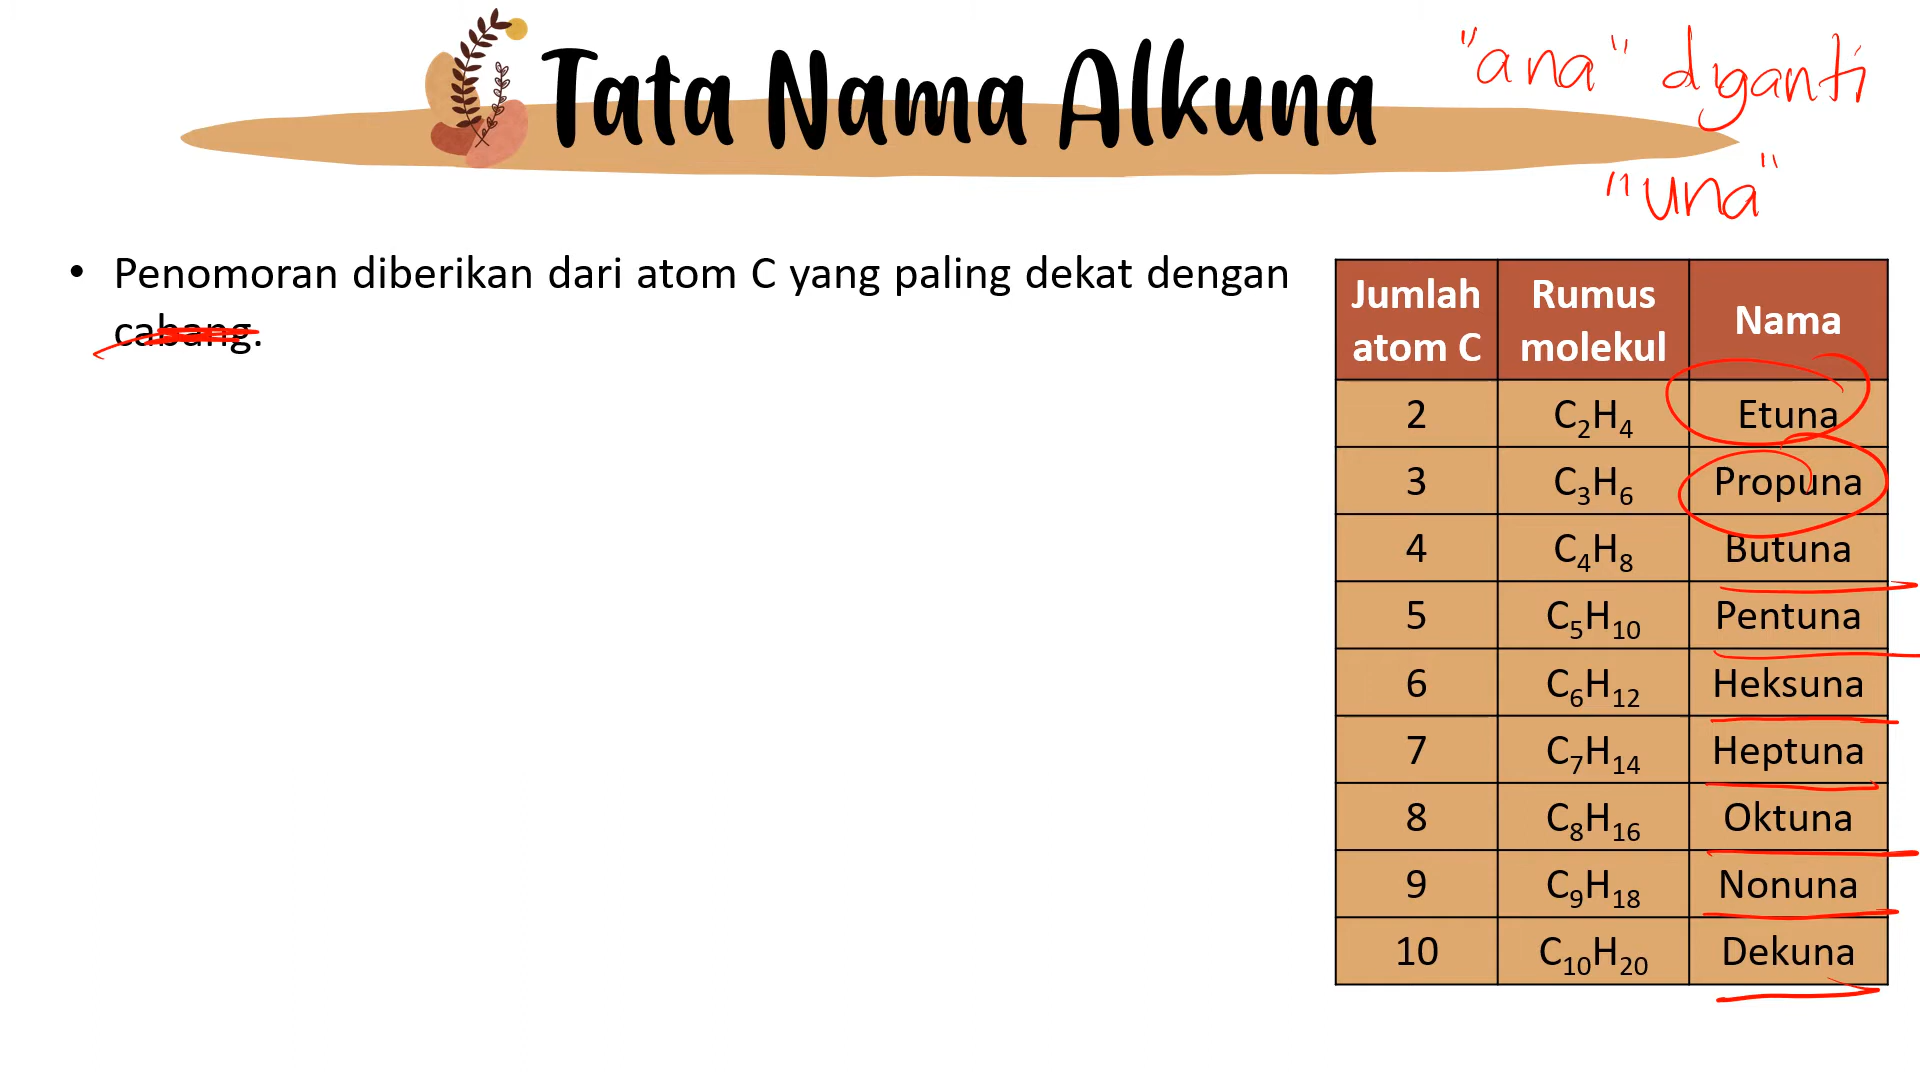 Tata Nama Alkuna
"ana" diganti
"una"
• Penomoran diberikan dari atom C yang paling dekat dengan
cabang.
Jumlah atom C Rumus molekul Nama
2 C₂H₄ Etuna
3 C₃H₆ Propuna
4 C₄H₈ Butuna
5 C₅H₁₀ Pentuna
6 C₆H₁₂ Heksuna
7 C₇H₁₄ Heptuna
8 C₈H₁₆ Oktuna
9 C₉H₁₈ Nonuna
10 C₁₀H₂₀ Dekuna